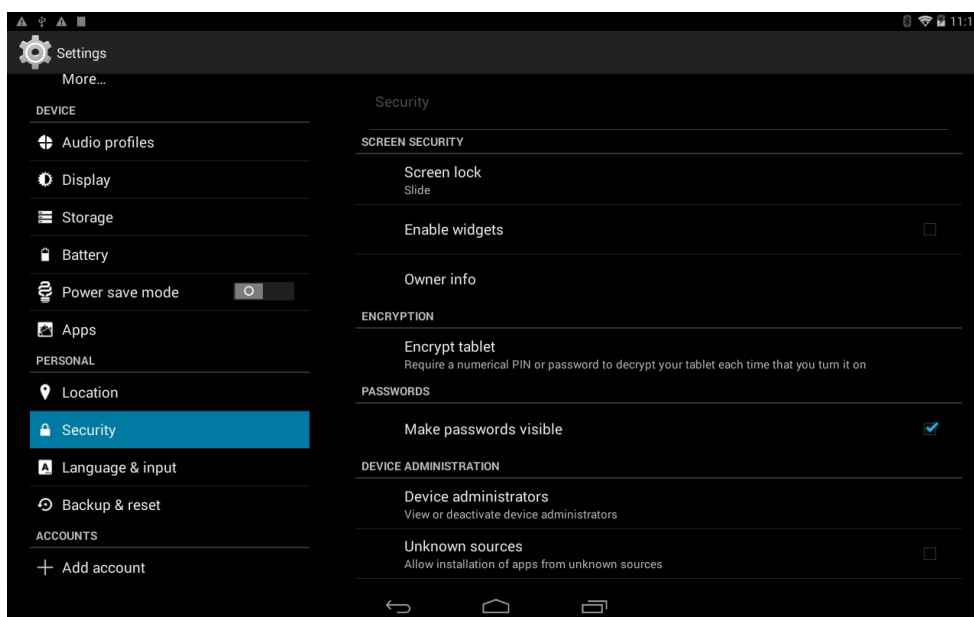 11:1
Settings
More...
DEVICE
Audio profiles
Display
Storage
Battery
Power save mode
Apps
PERSONAL
Location
Security
Language & input
Backup & reset
ACCOUNTS
Add account
Security
SCREEN SECURITY
Screen lock
Slide
Enable widgets
Owner info
ENCRYPTION
Encrypt tablet
Require a numerical PIN or password to decrypt your tablet each time that you turn it on
PASSWORDS
Make passwords visible
DEVICE ADMINISTRATION
Device administrators
View or deactivate device administrators
Unknown sources
Allow installation of apps from unknown sources